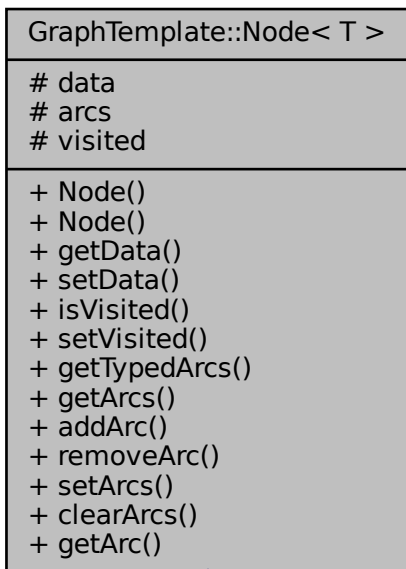 GraphTemplate::Node< T >
# data
# arcs
# visited
+ Node()
+ Node()
+ getData()
+ setData()
+ isVisited()
+ setVisited()
+ getTypedArcs()
+ getArcs()
+ addArc()
+ removeArc()
+ setArcs()
+ clearArcs()
+ getArc()